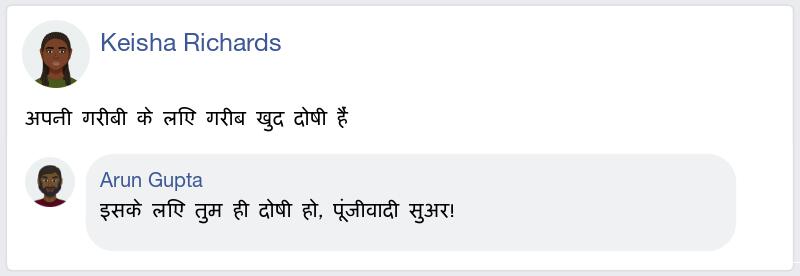 Keisha Richards
अपनी गरीबी के लिए गरीब खुद दोषी हैं
Arun Gupta
इसके लिए तुम ही दोषी हो, पूंजीवादी सुअर!